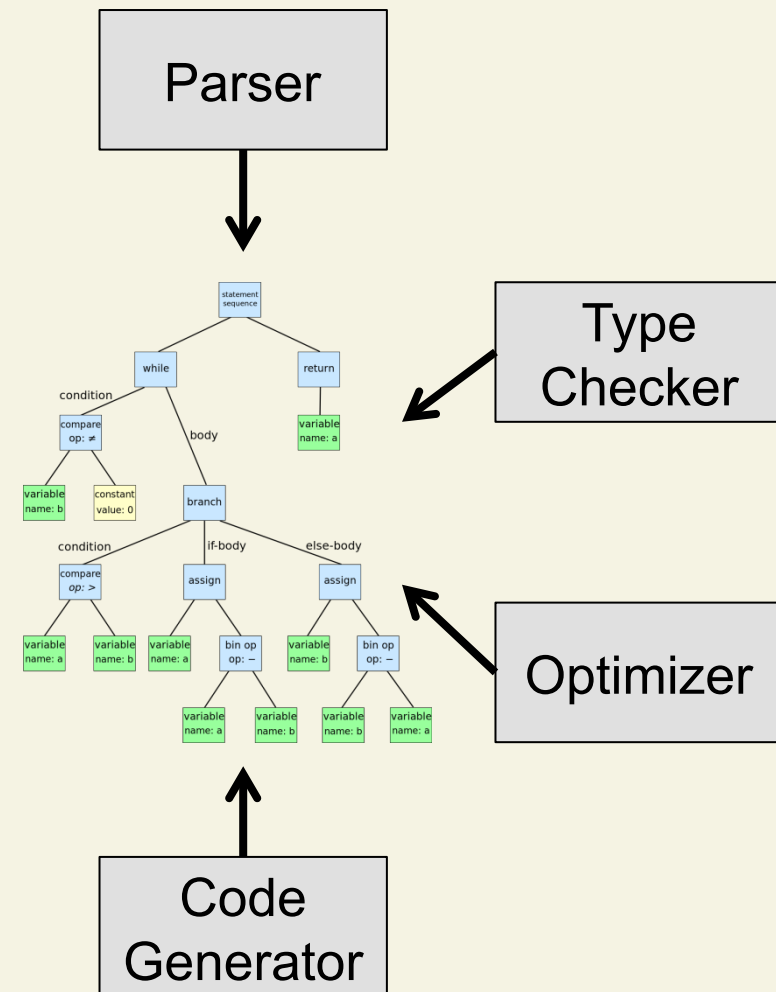 Parser
statement
sequence
while
return
condition
body
compare
op: ≠
variable
name: a
variable
name: b
constant
value: 0
branch
condition
if-body
else-body
compare
op: >
assign
assign
variable
name: a
variable
name: b
variable
name: a
bin op
op: −
variable
name: b
bin op
op: −
variable
name: a
variable
name: b
variable
name: b
variable
name: a
Type
Checker
Optimizer
Code
Generator